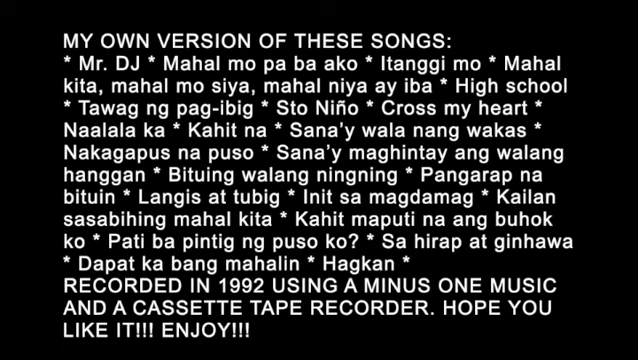 MY OWN VERSION OF THESE SONGS:
* Mr. DJ * Mahal mo pa ba ako * Itanggi mo * Mahal
kita, mahal mo siya, mahal niya ay iba * High school
* Tawag ng pag-ibig * Sto Niño * Cross my heart *
Naalala ka * Kahit na * Sana’y wala nang wakas *
Nakagapus na puso * Sana’y maghintay ang walang
hanggan * Bituing walang ningning * Pangarap na
bituin * Langis at tubig * Init sa magdamag * Kailan
sasabihing mahal kita * Kahit maputi na ang buhok
ko * Pati ba pintig ng puso ko? * Sa hirap at ginhawa
* Dapat ka bang mahalin * Hagkan *
RECORDED IN 1992 USING A MINUS ONE MUSIC
AND A CASSETTE TAPE RECORDER. HOPE YOU
LIKE IT!!! ENJOY!!!